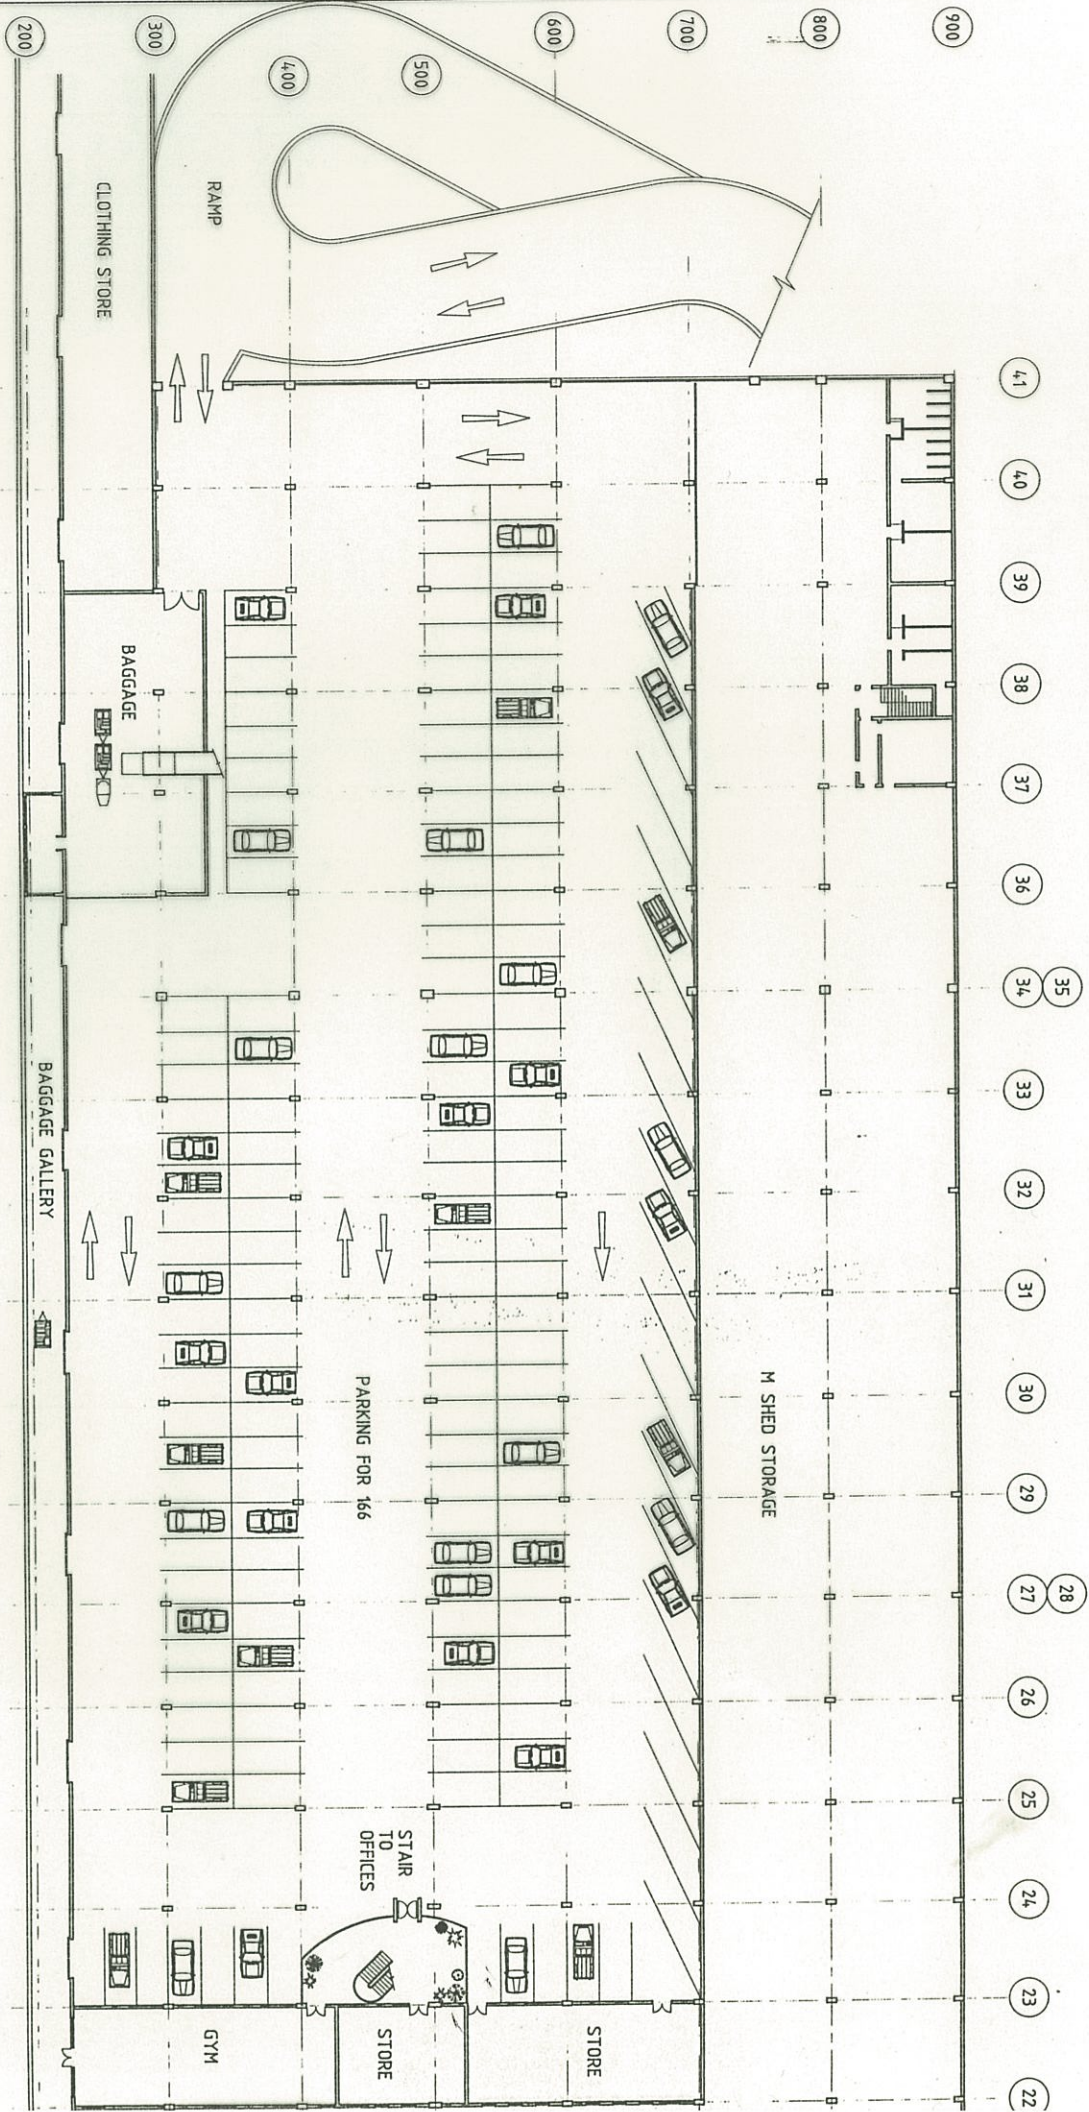 200
300
400
500
600
700
800
900
CLOTHING STORE
RAMP
41
40
39
38
37
36
34
35
33
32
31
30
29
27
28
26
25
24
23
22
BAGGAGE
BAGGAGE GALLERY
PARKING FOR 166
M SHED STORAGE
STAIR
TO
OFFICES
GYM
STORE
STORE